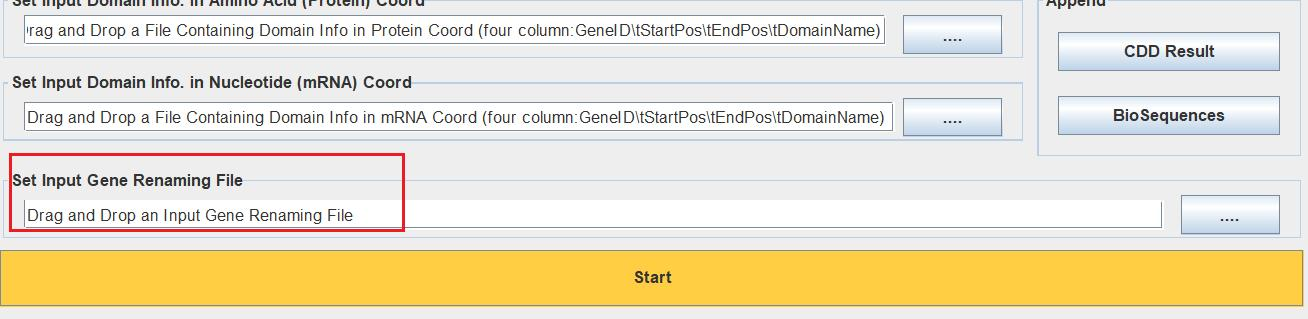 Set Input Domain Info. in Amino Acid (Protein) Coord
Drag and Drop a File Containing Domain Info in Protein Coord (four column:GeneID\tStartPos\tEndPos\tDomainName)
....
Set Input Domain Info. in Nucleotide (mRNA) Coord
Drag and Drop a File Containing Domain Info in mRNA Coord (four column:GeneID\tStartPos\tEndPos\tDomainName)
....
Append
CDD Result
BioSequences
Set Input Gene Renaming File
Drag and Drop an Input Gene Renaming File
....
Start